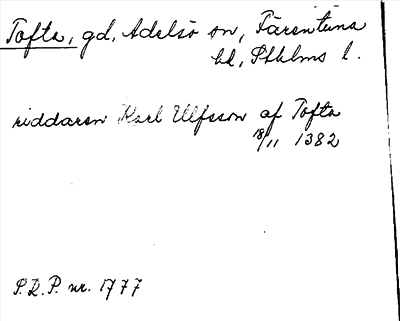 Tofta, gd, Adelsö sn, Färentuna
hd, Sthlms l.
riddaren Karl Ulfsson af Tofta
18/11 1382
S.R.P. nr. 1777